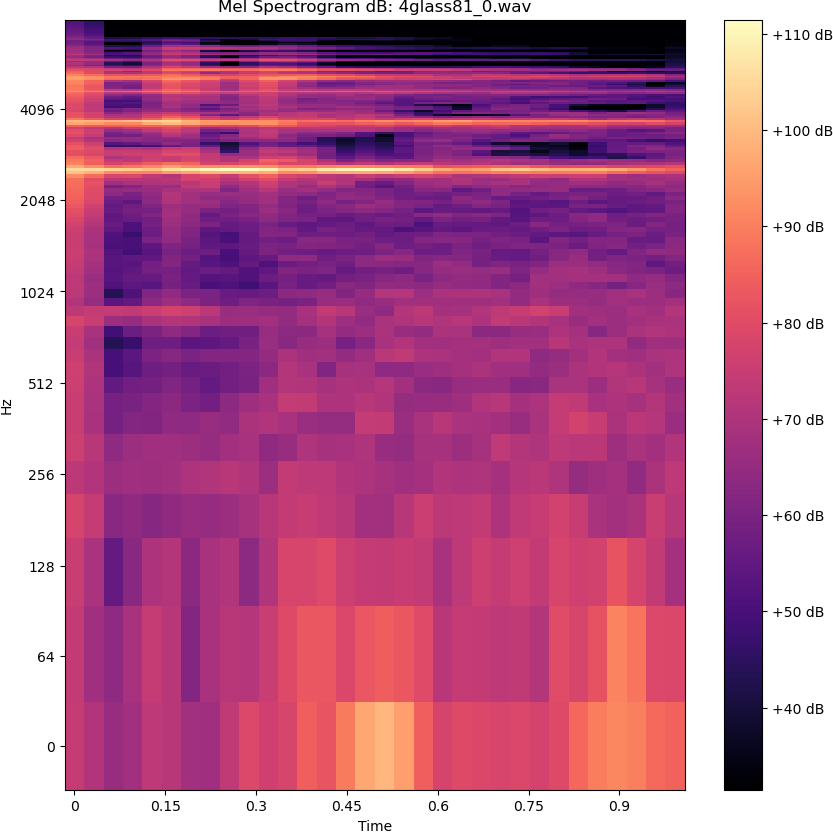 Mel Spectrogram dB: 4glass81_0.wav
+110 dB
4096
+100 dB
2048
+90 dB
1024
+80 dB
512
Hz
+70 dB
256
+60 dB
128
+50 dB
64
+40 dB
0
0 0.15 0.3 0.45 0.6 0.75 0.9
Time